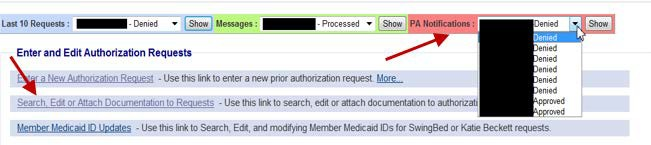 Last 10 Requests : - Denied Show Messages : - Processed Show PA Notifications : Denied Show
Denied
Denied
Denied
Denied
Denied
Denied
Approved
Approved
Enter and Edit Authorization Requests
Enter a New Authorization Request - Use this link to enter a new prior authorization request. More...
Search, Edit or Attach Documentation to Requests - Use this link to search, edit or attach documentation to authorizati
Member Medicaid ID Updates - Use this link to Search, Edit, and modifying Member Medicaid IDs for SwingBed or Katie Beckett requests.